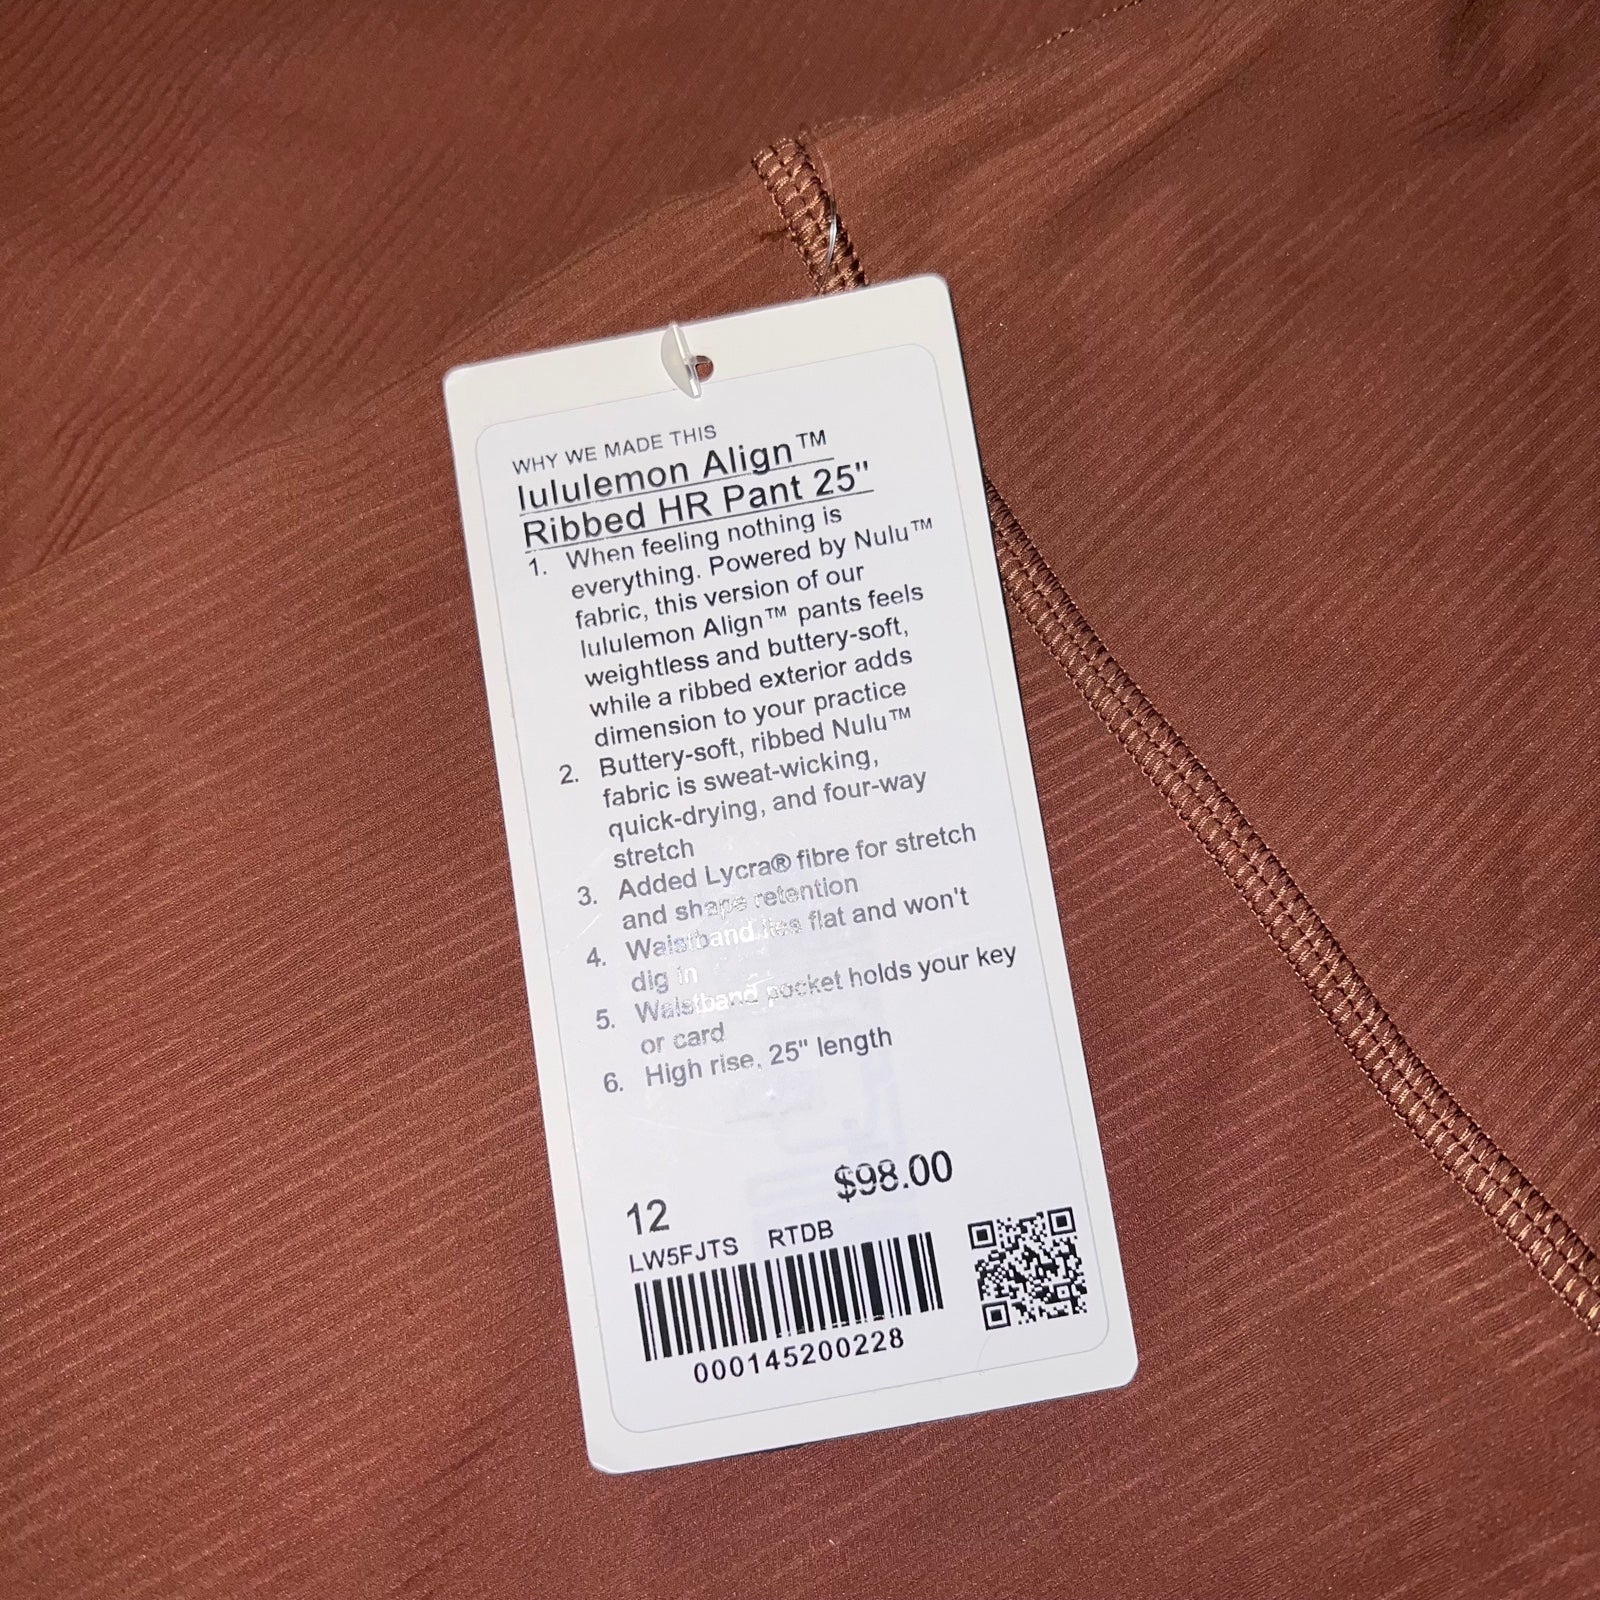 WHY WE MADE THIS
lululemon Align™
Ribbed HR Pant 25"
1. When feeling nothing is
everything. Powered by Nulu™
fabric, this version of our
lululemon Align™ pants feels
weightless and buttery-soft,
while a ribbed exterior adds
dimension to your practice
2. Buttery-soft, ribbed Nulu™
fabric is sweat-wicking,
quick-drying, and four-way
stretch
3. Added Lycra® fibre for stretch
and shape retention
4. Waistband lies flat and won't
dig in
5. Waistband pocket holds your key
or card
6. High rise, 25" length
$98.00
12
LW5FJTS RTDB
000145200228